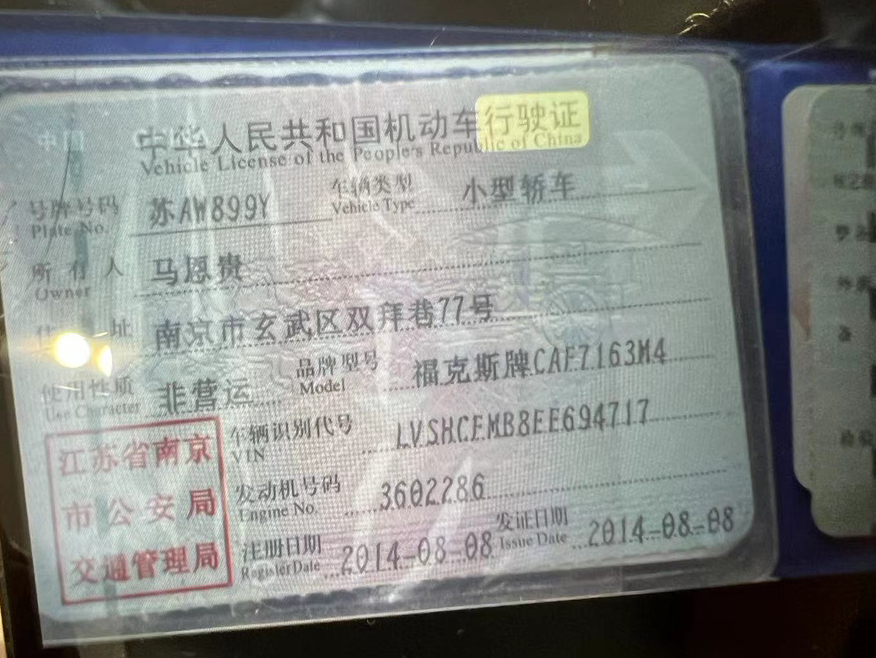 中华人民共和国机动车行驶证
Vehicle License of the People's Republic of China
号牌号码 苏AW899Y 车辆类型 小型轿车
Plate No. Vehicle Type
所有人 马恩贵
Owner
住址 南京市玄武区双拜巷77号
使用性质 非营运 品牌型号 福克斯牌CAF7163M4
Use Character Model
江苏省南京 车辆识别代号 LVSHCFMB8EE694717
VIN
市公安局 发动机号码 3602286
Engine No.
交通管理局 注册日期 2014-08-08 发证日期 2014-08-08
Register Date Issue Date